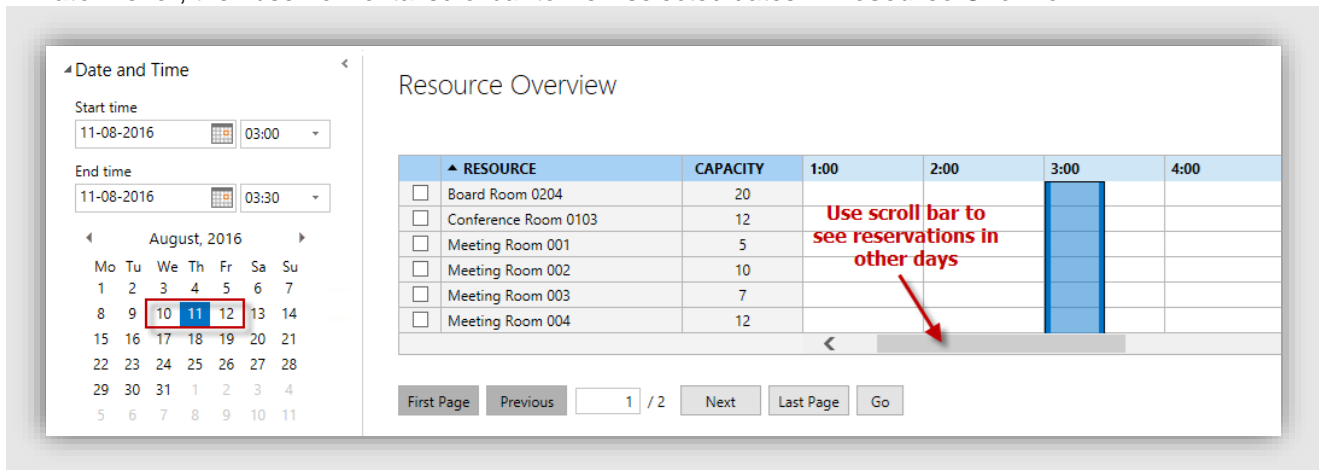 Date and Time
Start time
11-08-2016 03:00
End time
11-08-2016 03:30
August, 2016
Mo Tu We Th Fr Sa Su
1 2 3 4 5 6 7
8 9 10 11 12 13 14
15 16 17 18 19 20 21
22 23 24 25 26 27 28
29 30 31 1 2 3 4
5 6 7 8 9 10 11
Resource Overview
RESOURCE CAPACITY 1:00 2:00 3:00 4:00
Board Room 0204 20
Conference Room 0103 12
Meeting Room 001 5
Meeting Room 002 10
Meeting Room 003 7
Meeting Room 004 12
Use scroll bar to
see reservations in
other days
First Page Previous 1 / 2 Next Last Page Go